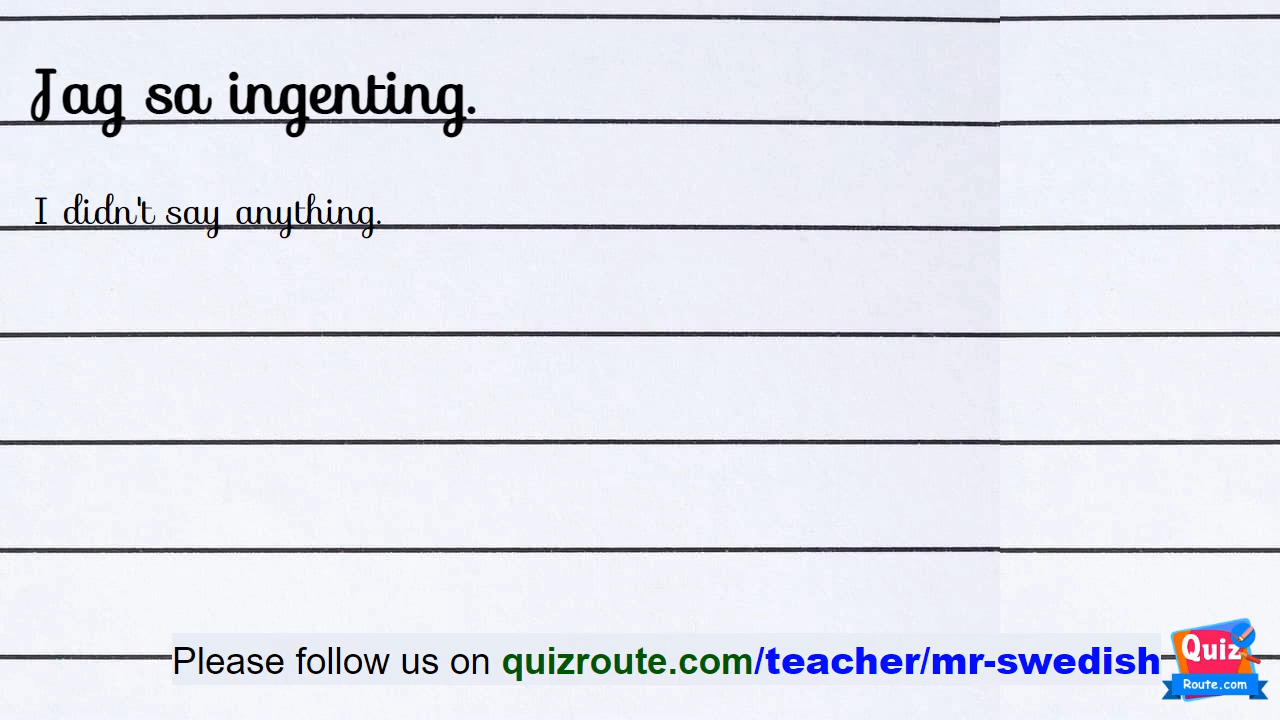 Jag sa ingenting.
I didn't say anything.
Please follow us on quizroute.com/teacher/mr-swedish
Quiz
Route.com